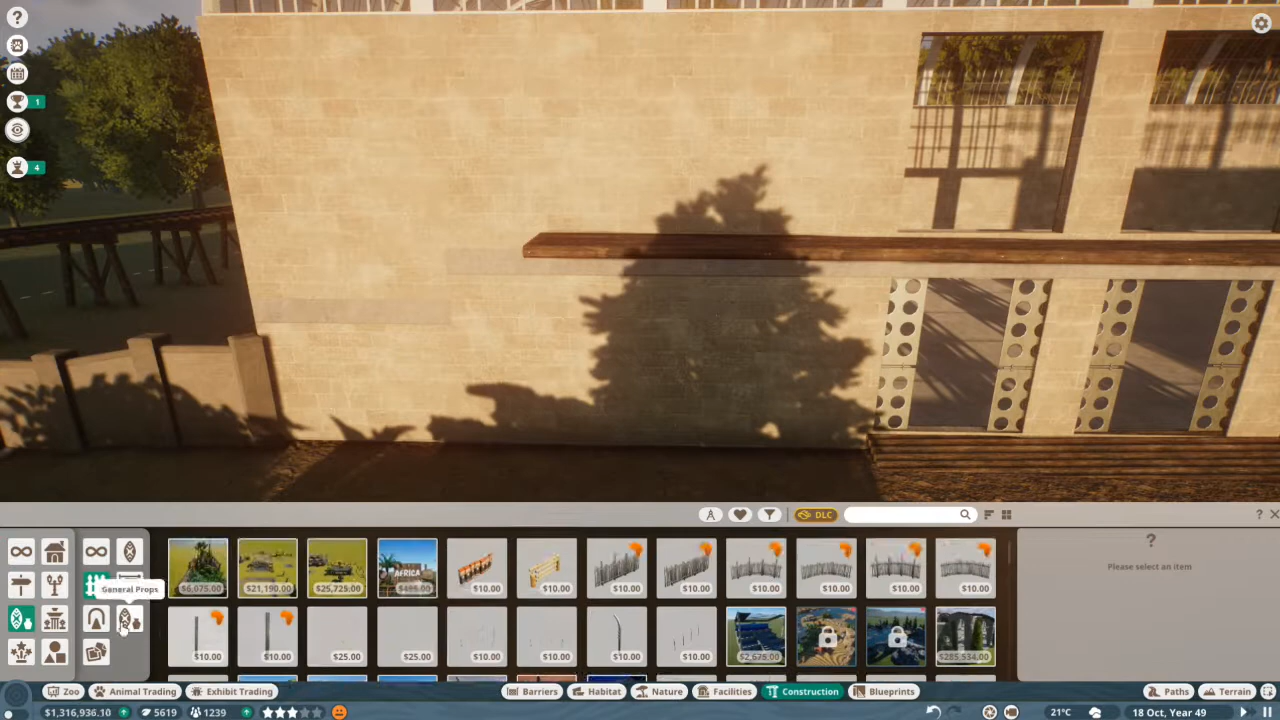 ?
1
4
DLC
?
General Props
?
Please select an item
$6,075.00
$21,190.00
$25,725.00
AFRICA
$495.00
$10.00
$10.00
$10.00
$10.00
$10.00
$10.00
$10.00
$10.00
$10.00
$10.00
$25.00
$25.00
$10.00
$10.00
$10.00
$10.00
$2,675.00
$285,534.00
Zoo
Animal Trading
Exhibit Trading
Barriers
Habitat
Nature
Facilities
Construction
Blueprints
Paths
Terrain
$1,316,936.10
5619
1239
21°C
18 Oct, Year 49